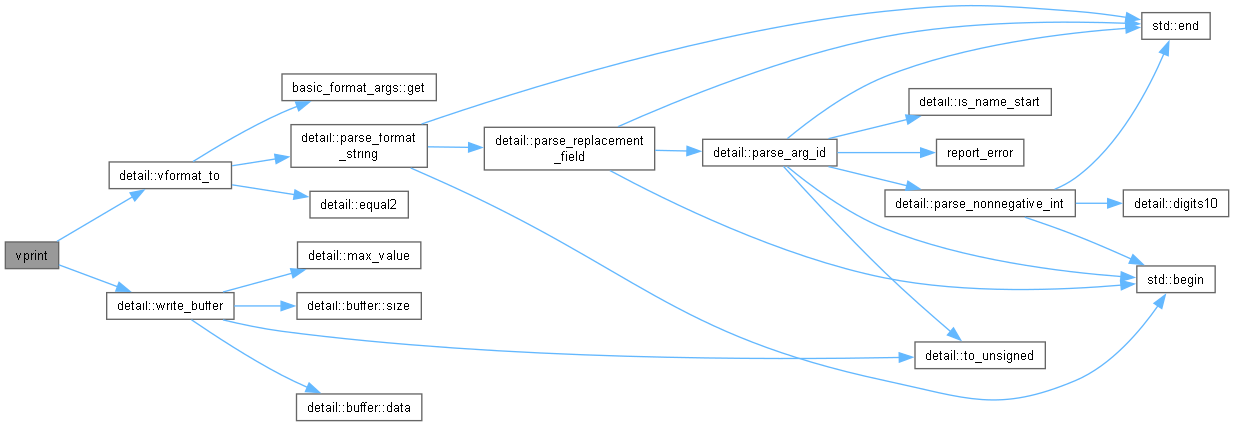 std::end
basic_format_args::get
detail::is_name_start
detail::parse_format
_string
detail::parse_replacement
_field
detail::parse_arg_id
report_error
detail::vformat_to
detail::equal2
detail::parse_nonnegative_int
detail::digits10
vprint
detail::max_value
std::begin
detail::write_buffer
detail::buffer::size
detail::to_unsigned
detail::buffer::data